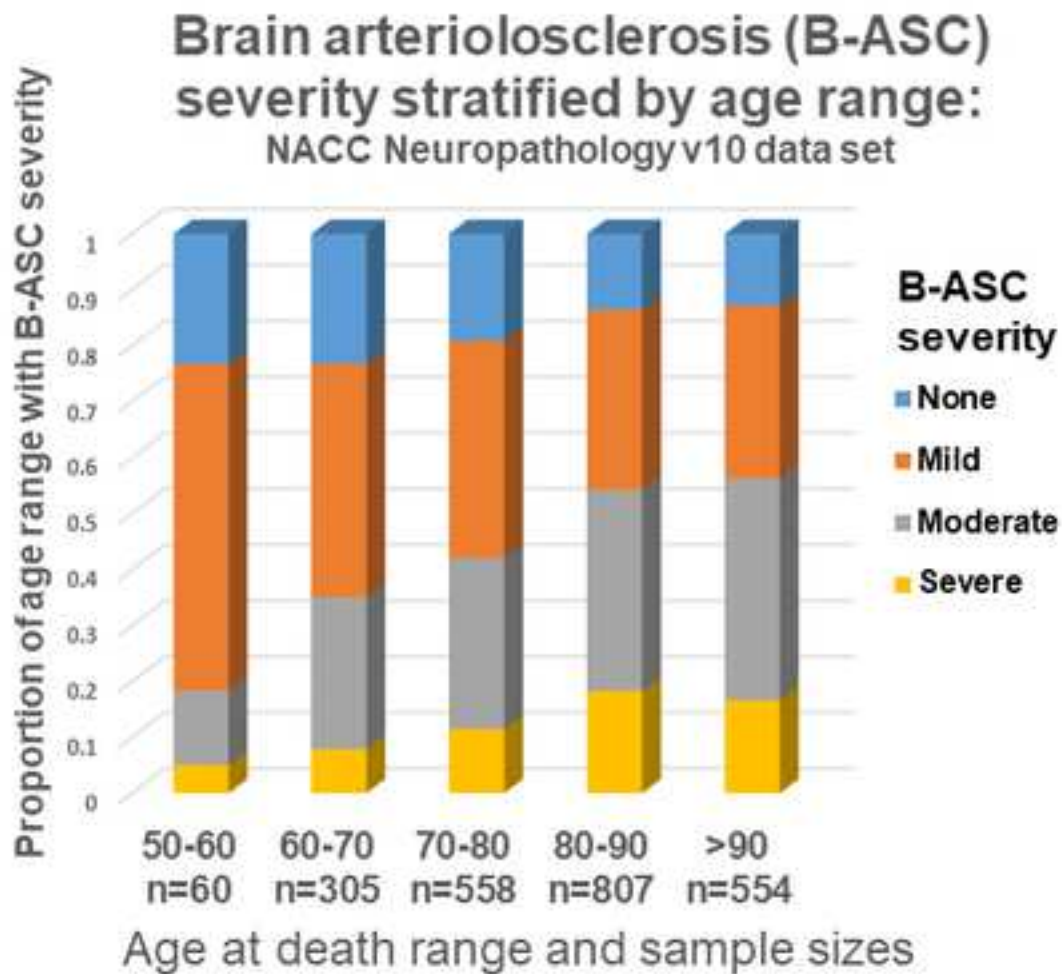 Brain arteriolosclerosis (B-ASC)
severity stratified by age range:
NACC Neuropathology v10 data set
Proportion of age range with B-ASC severity
1
0.9
0.8
0.7
0.6
0.5
0.4
0.3
0.2
0.1
0
B-ASC
severity
None
Mild
Moderate
Severe
50-60 60-70 70-80 80-90 >90
n=60 n=305 n=558 n=807 n=554
Age at death range and sample sizes